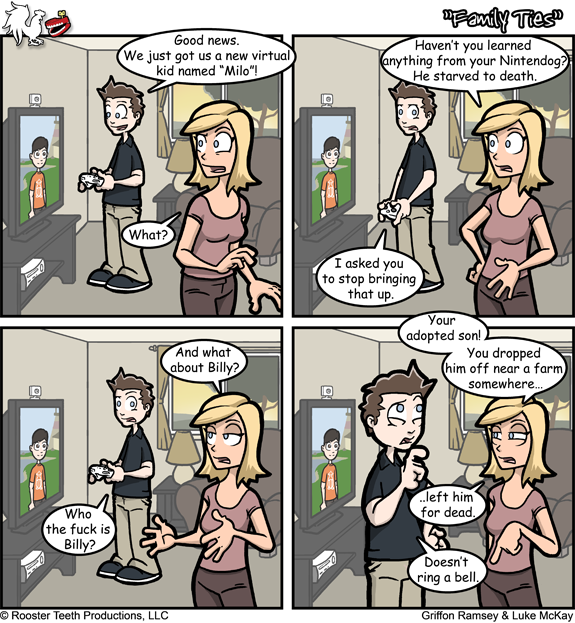 "Family Ties"
Good news.
We just got us a new virtual
kid named "Milo"!
What?
Haven't you learned
anything from your Nintendog?
He starved to death.
I asked you
to stop bringing
that up.
And what
about Billy?
Who
the fuck is
Billy?
Your
adopted son!
You dropped
him off near a farm
somewhere...
..left him
for dead.
Doesn't
ring a bell.
© Rooster Teeth Productions, LLC
Griffon Ramsey & Luke McKay